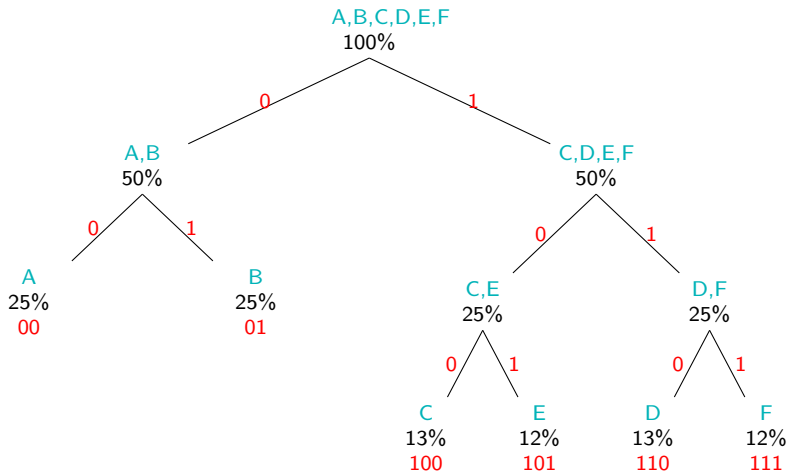 A,B,C,D,E,F
100%
0 1
A,B C,D,E,F
50% 50%
0 1 0 1
A B C,E D,F
25% 25% 25% 25%
00 01
0 1 0 1
C E D F
13% 12% 13% 12%
100 101 110 111